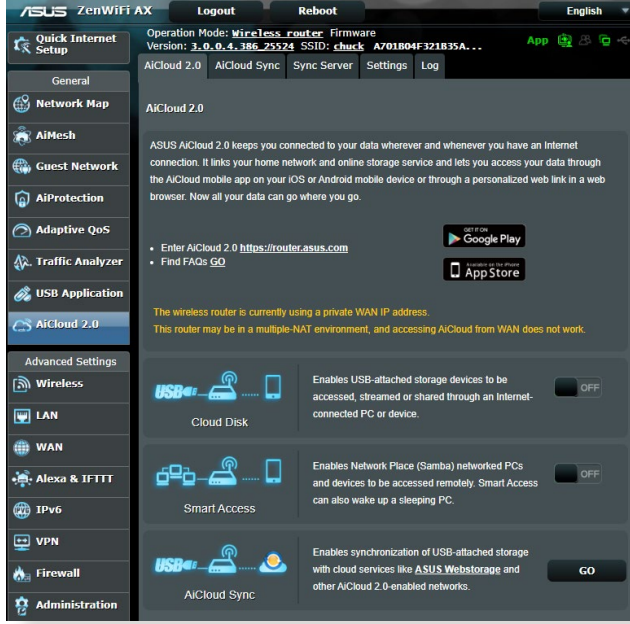 ASUS ZenWiFi AX
Logout
Reboot
English
Quick Internet
Setup
Operation Mode: Wireless router Firmware
Version: 3.0.0.4.386_25524 SSID: chuck A701B04F321B35A...
App
AiCloud 2.0
AiCloud Sync
Sync Server
Settings
Log
General
Network Map
AiMesh
Guest Network
AiProtection
Adaptive QoS
Traffic Analyzer
USB Application
AiCloud 2.0
Advanced Settings
Wireless
LAN
WAN
Alexa & IFTTT
IPv6
VPN
Firewall
Administration
AiCloud 2.0
ASUS AiCloud 2.0 keeps you connected to your data wherever and whenever you have an Internet
connection. It links your home network and online storage service and lets you access your data through
the AiCloud mobile app on your iOS or Android mobile device or through a personalized web link in a web
browser. Now all your data can go where you go.
• Enter AiCloud 2.0 https://router.asus.com
• Find FAQs GO
GET IT ON
Google Play
Available on the iPhone
App Store
The wireless router is currently using a private WAN IP address.
This router may be in a multiple-NAT environment, and accessing AiCloud from WAN does not work.
USB
Cloud Disk
Enables USB-attached storage devices to be
accessed, streamed or shared through an Internet-
connected PC or device.
OFF
Smart Access
Enables Network Place (Samba) networked PCs
and devices to be accessed remotely. Smart Access
can also wake up a sleeping PC.
OFF
USB
AiCloud Sync
Enables synchronization of USB-attached storage
with cloud services like ASUS Webstorage and
other AiCloud 2.0-enabled networks.
GO